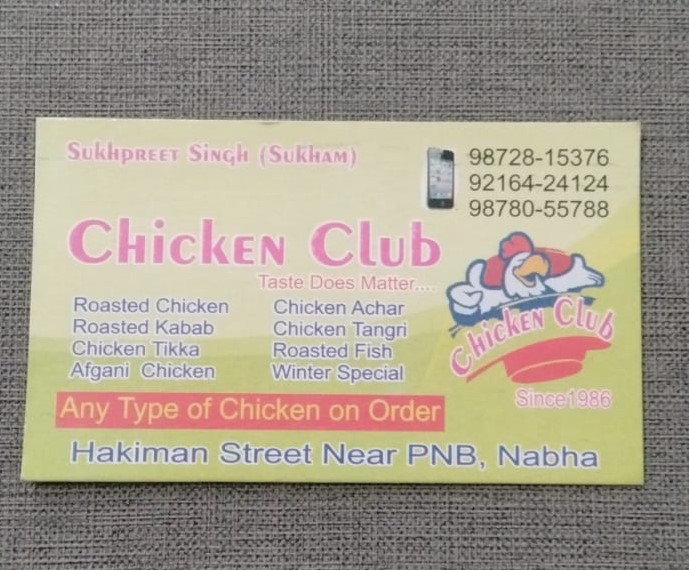 Sukhpreet Singh (Sukham)
98728-15376
92164-24124
98780-55788
Chicken Club
Taste Does Matter....
Roasted Chicken
Roasted Kabab
Chicken Tikka
Afgani Chicken
Chicken Achar
Chicken Tangri
Roasted Fish
Winter Special
Chicken Club
Since1986
Any Type of Chicken on Order
Hakiman Street Near PNB, Nabha